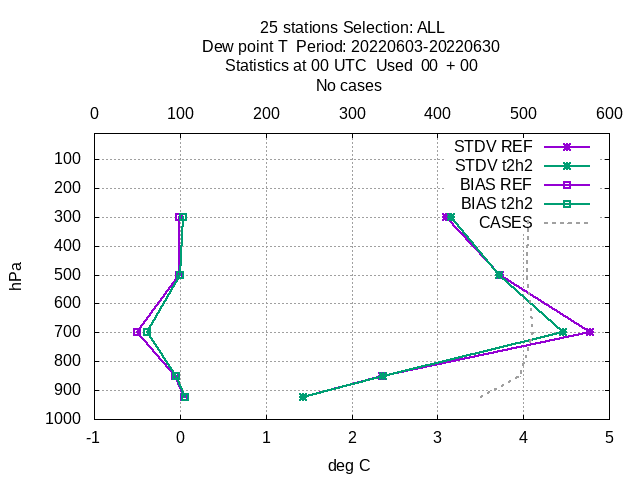 25 stations Selection: ALL
Dew point T  Period: 20220603-20220630
Statistics at 00 UTC  Used  00  + 00
No cases
0 100 200 300 400 500 600
STDV REF
STDV t2h2
BIAS REF
BIAS t2h2
CASES
100
200
300
400
500
600
700
800
900
1000
hPa
-1 0 1 2 3 4 5
deg C